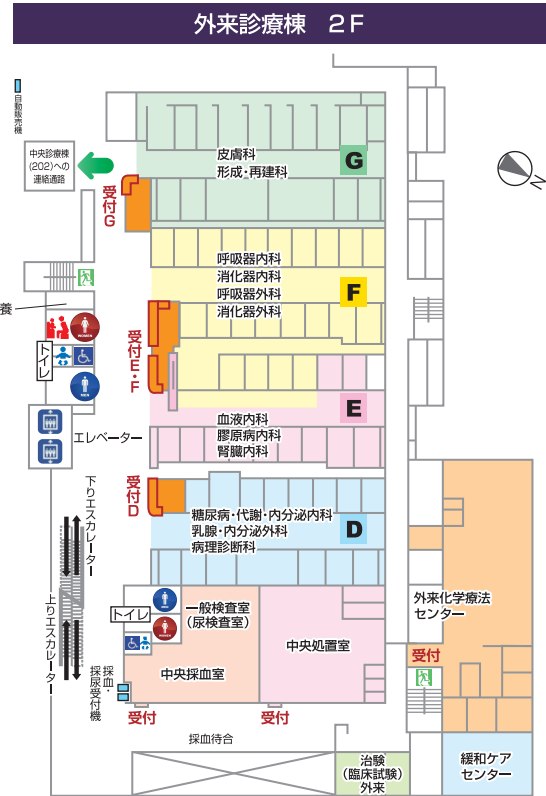 外来診療棟　2F
自動販売機
中央診療棟
(202)への
連絡通路
皮膚科
形成・再建科
G
受付G
N
呼吸器内科
消化器内科
呼吸器外科
消化器外科
F
養
WOMEN
トイレ
MEN
受付E・F
E
血液内科
膠原病内科
腎臓内科
エレベーター
下りエスカレーター
受付D
糖尿病・代謝・内分泌内科
乳腺・内分泌外科
病理診断科
D
外来化学療法
センター
トイレ
MEN
WOMEN
一般検査室
（尿検査室）
上りエスカレーター
中央処置室
受付
中央採血室
採血・
採尿受付機
受付
受付
採血待合
治験
（臨床試験）
外来
緩和ケア
センター